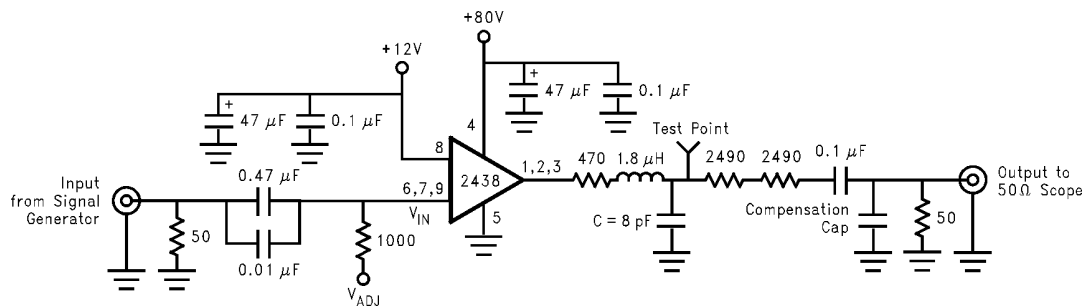 +80V
+12V
+
47 μF
0.1 μF
+
47 μF
0.1 μF
4
Test Point
8
1,2,3
470
1.8 μH
2490
2490
0.1 μF
2438
Input
from Signal
Generator
0.47 μF
6,7,9
VIN
5
C = 8 pF
Compensation
Cap
50
Output to
50Ω Scope
50
0.01 μF
1000
VADJ